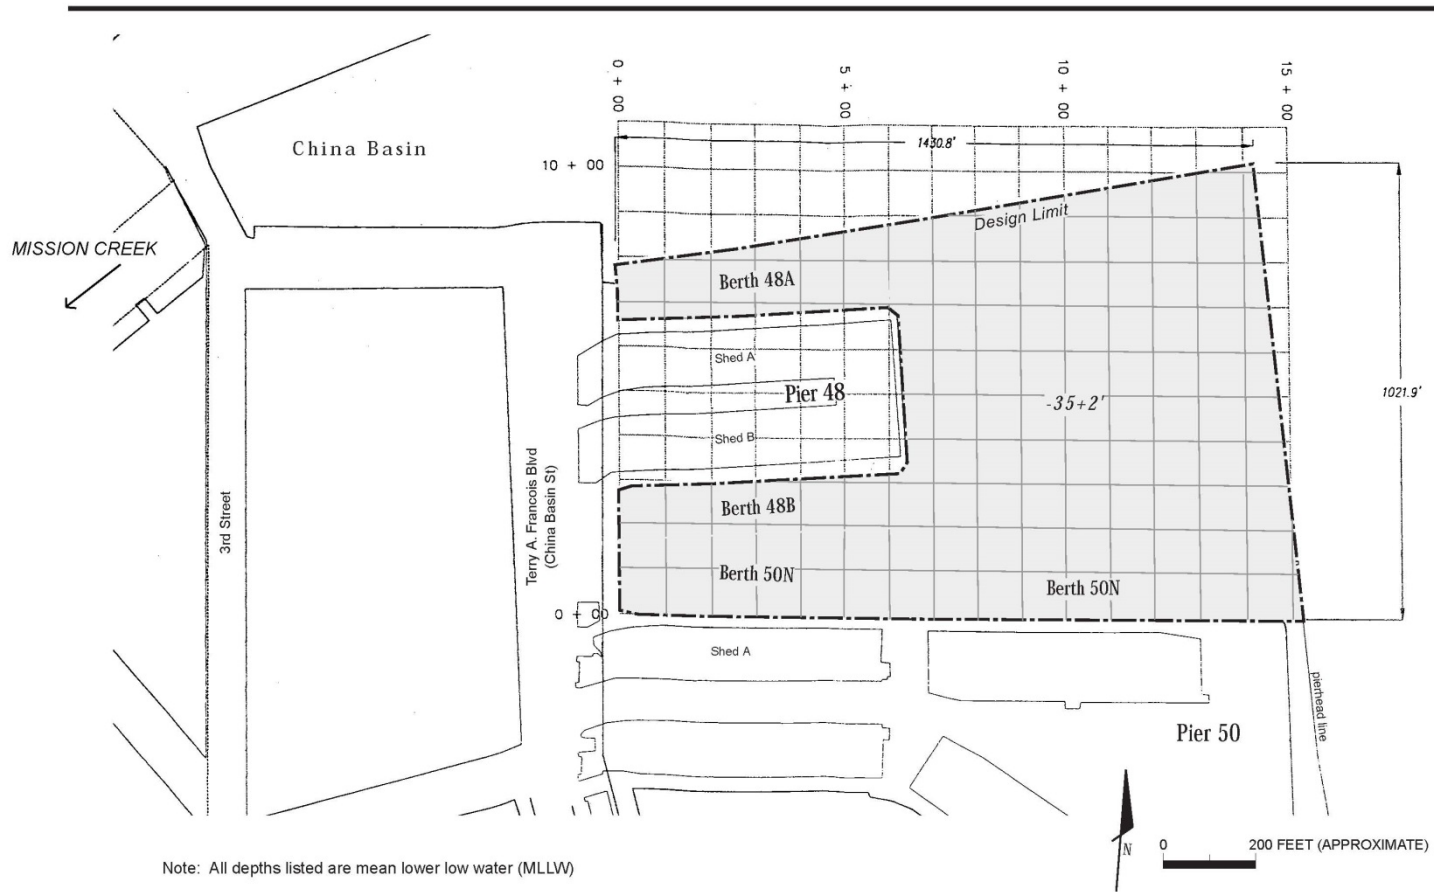 0 + 00
5 + 00
10 + 00
15 + 00
China Basin
1430.8'
10 + 00
Design Limit
MISSION CREEK
Berth 48A
Shed A
Pier 48
-35+2'
1021.9'
Shed B
3rd Street
Terry A. Francois Blvd
(China Basin St)
Berth 48B
Berth 50N
Berth 50N
0 + 00
Shed A
pierhead line
Pier 50
N
0
200 FEET (APPROXIMATE)
Note: All depths listed are mean lower low water (MLLW)